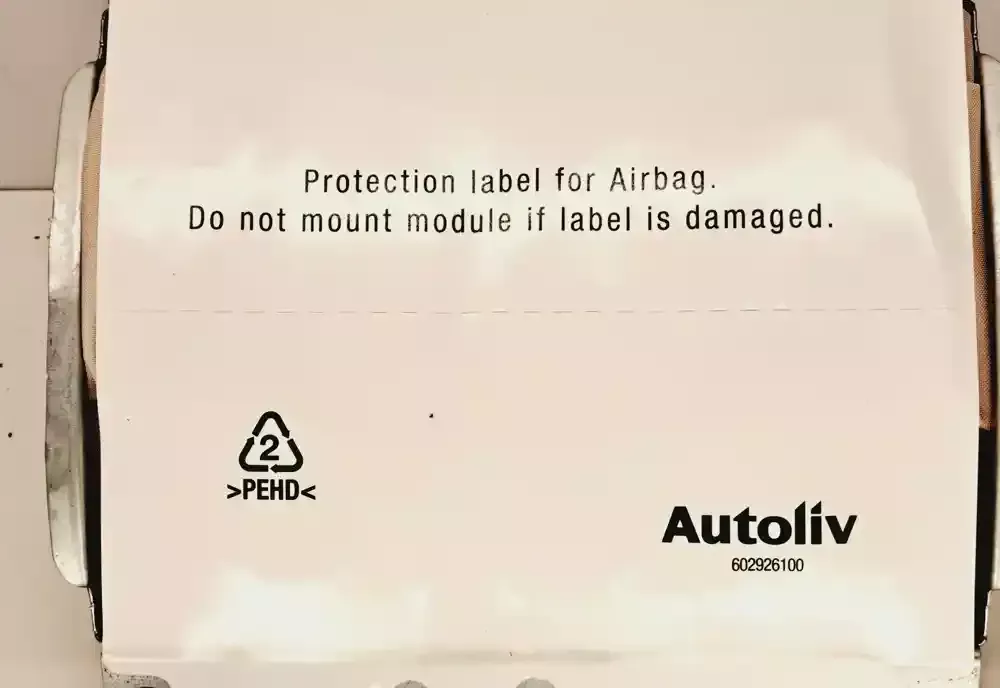 Protection label for Airbag.
Do not mount module if label is damaged.
2
>PEHD<
Autoliv
602926100